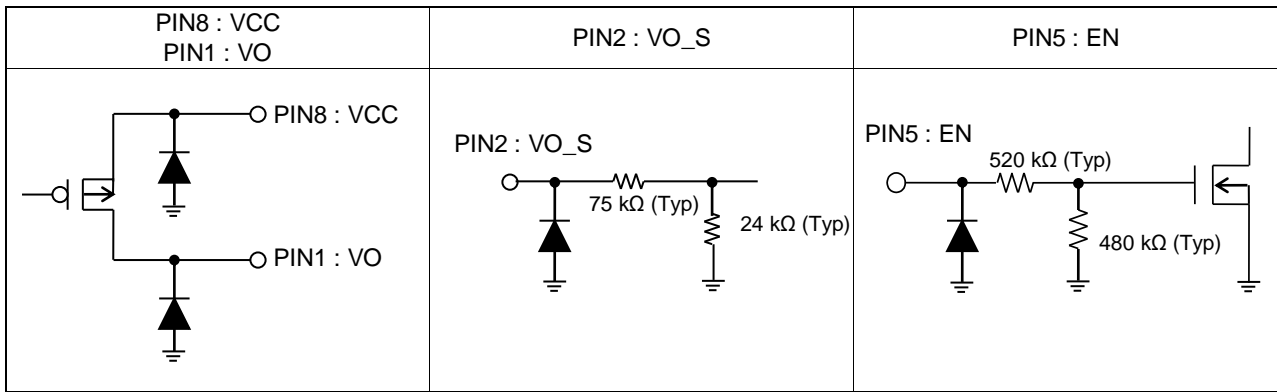 PIN8 : VCC
PIN1 : VO
PIN2 : VO_S
PIN5 : EN
PIN8 : VCC
PIN1 : VO
PIN2 : VO_S
75 kΩ (Typ)
24 kΩ (Typ)
PIN5 : EN
520 kΩ (Typ)
480 kΩ (Typ)